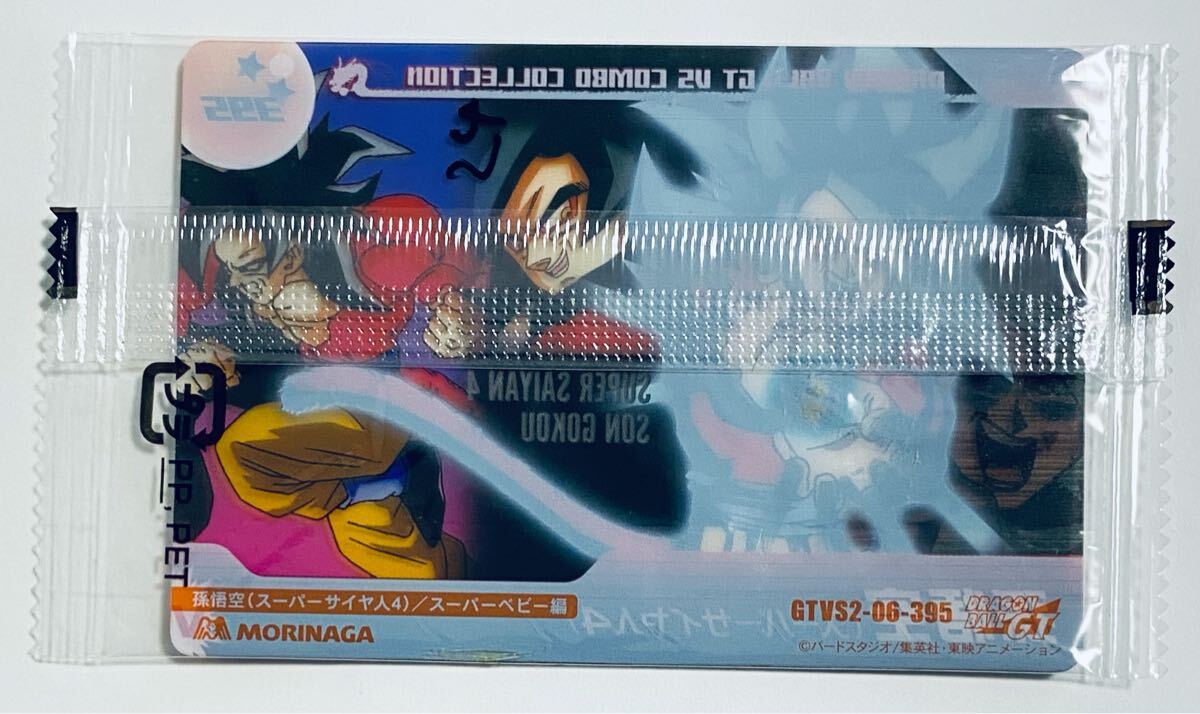 395
GT VS COMBO COLLECTION
SUPER SAIYAN 4
SON GOKOU
PP, PET
孫悟空(スーパーサイヤ人4)/スーパーベビー編
MORINAGA
GTVS2-06-395
DRAGON
BALL GT
©バードスタジオ/集英社・東映アニメーション